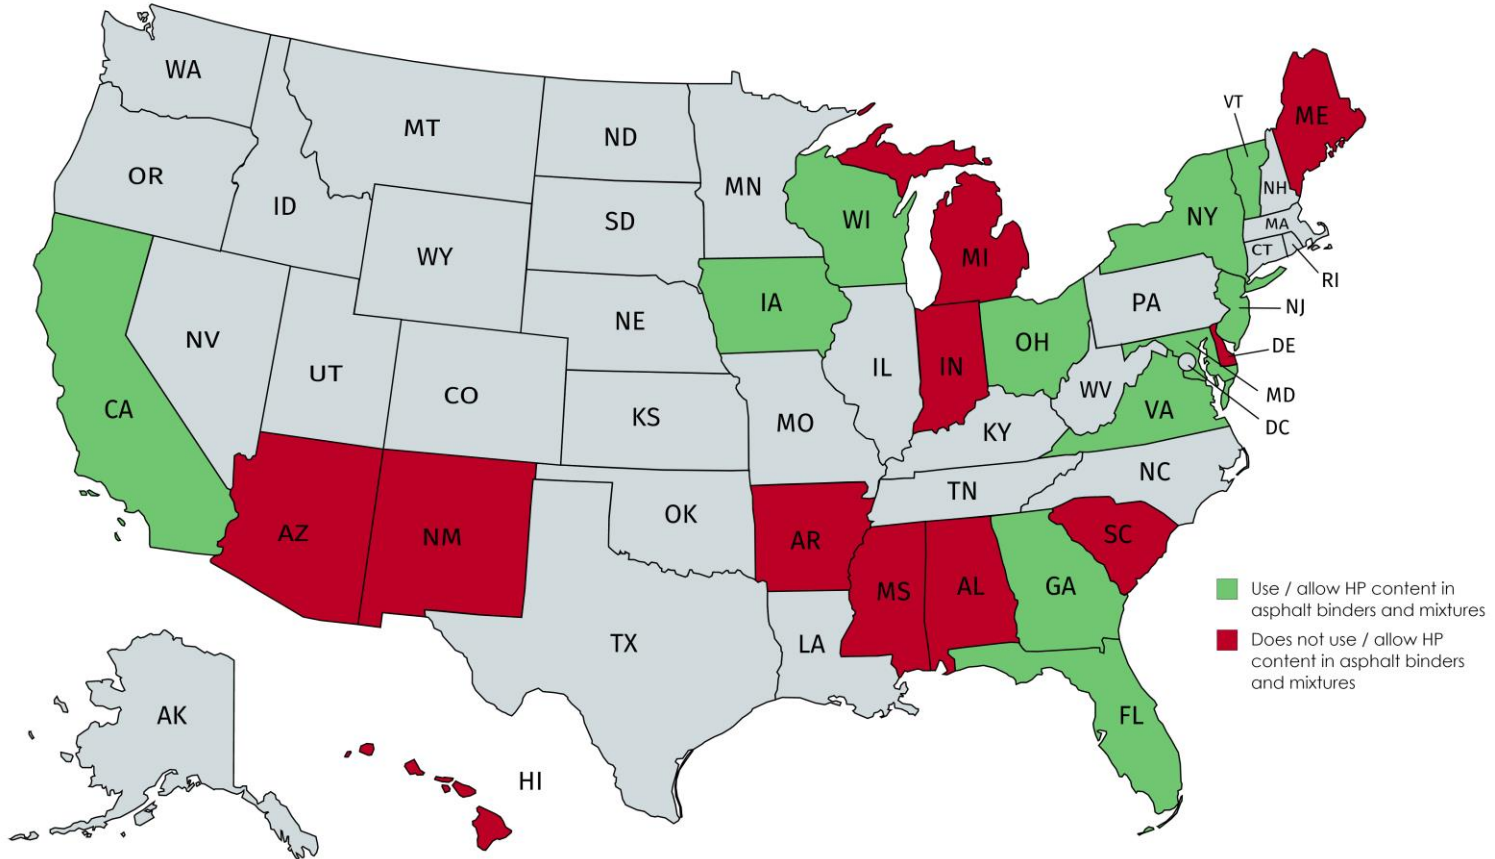 WA
OR
MT
ID
ND
SD
MN
WY
NE
WI
MI
IA
NV
UT
CO
KS
MO
IL
IN
OH
KY
WV
VA
PA
NY
VT
NH
ME
MA
CT
RI
NJ
DE
MD
DC
CA
AZ
NM
OK
AR
TN
NC
SC
MS
AL
GA
TX
LA
FL
AK
HI
Use / allow HP content in
asphalt binders and mixtures
Does not use / allow HP
content in asphalt binders
and mixtures